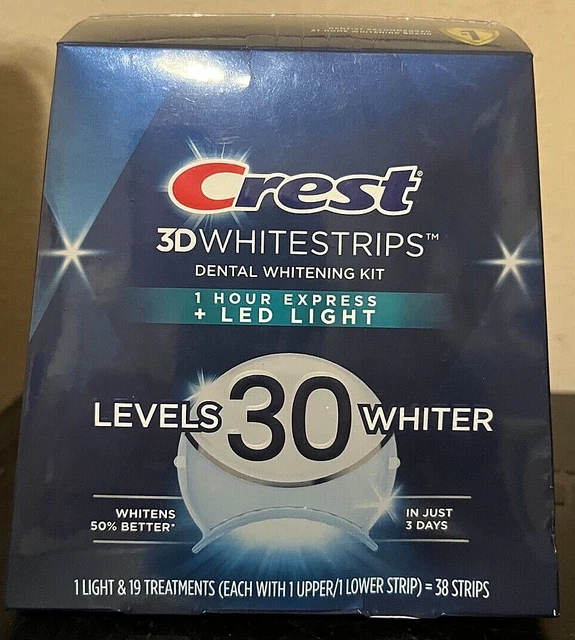 Crest®
3DWHITESTRIPS™
DENTAL WHITENING KIT
1 HOUR EXPRESS
+ LED LIGHT
LEVELS 30 WHITER
WHITENS
50% BETTER*
IN JUST
3 DAYS
1 LIGHT & 19 TREATMENTS (EACH WITH 1 UPPER/1 LOWER STRIP) = 38 STRIPS